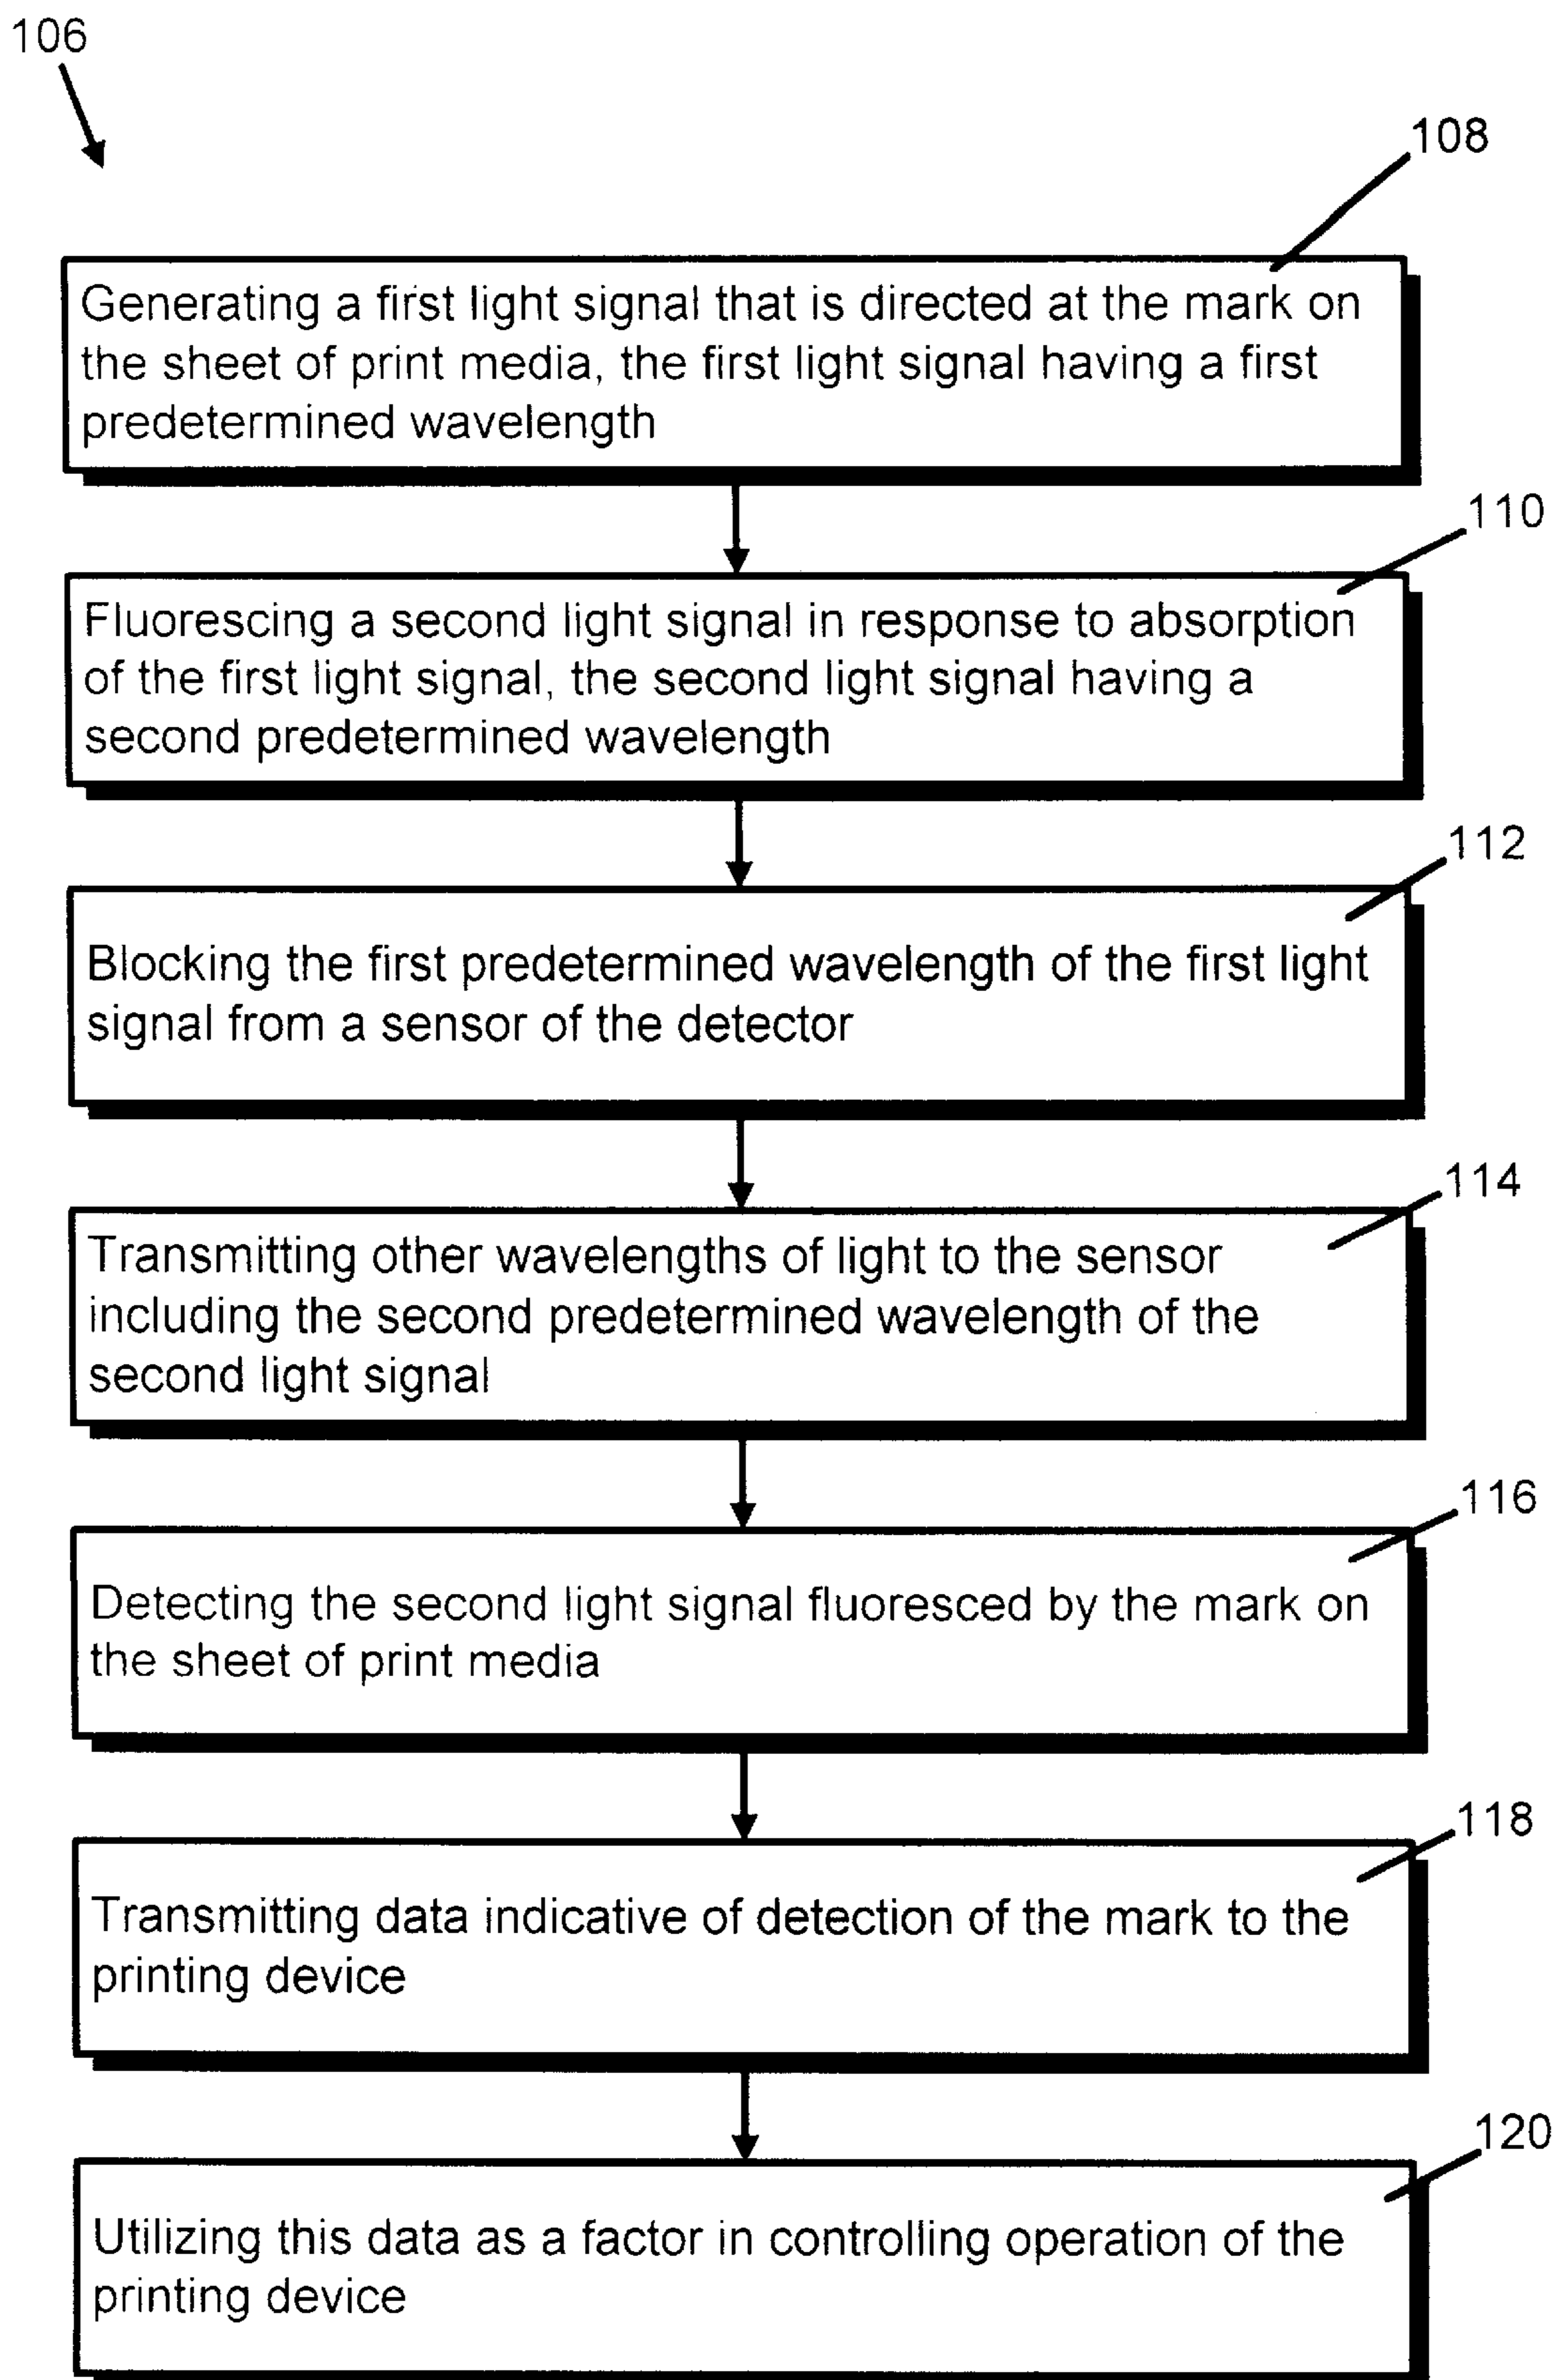 106
108
Generating a first light signal that is directed at the mark on
the sheet of print media, the first light signal having a first
predetermined wavelength
110
Fluorescing a second light signal in response to absorption
of the first light signal, the second light signal having a
second predetermined wavelength
112
Blocking the first predetermined wavelength of the first light
signal from a sensor of the detector
114
Transmitting other wavelengths of light to the sensor
including the second predetermined wavelength of the
second light signal
116
Detecting the second light signal fluoresced by the mark on
the sheet of print media
118
Transmitting data indicative of detection of the mark to the
printing device
120
Utilizing this data as a factor in controlling operation of the
printing device